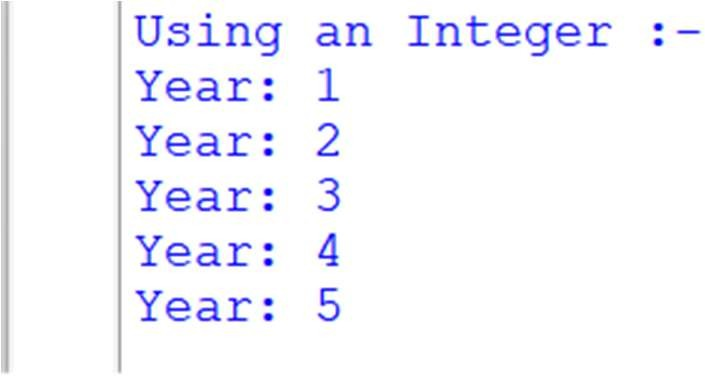 Using an Integer :-
Year: 1
Year: 2
Year: 3
Year: 4
Year: 5